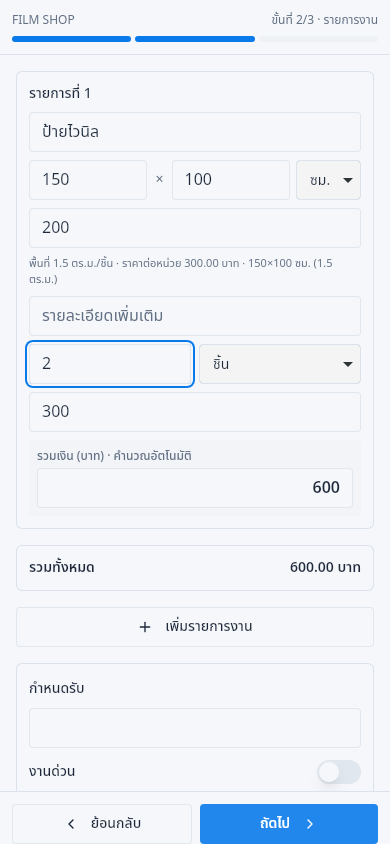 FILM SHOP
ขั้นที่ 2/3 · รายการงาน
รายการที่ 1
ป้ายไวนิล
150 × 100 ซม.
200
พื้นที่ 1.5 ตร.ม./ชิ้น · ราคาต่อหน่วย 300.00 บาท · 150×100 ซม. (1.5
ตร.ม.)
รายละเอียดเพิ่มเติม
2 ชิ้น
300
รวมเงิน (บาท) · คำนวณอัตโนมัติ
600
รวมทั้งหมด 600.00 บาท
+ เพิ่มรายการงาน
กำหนดรับ
งานด่วน
ย้อนกลับ
ถัดไป